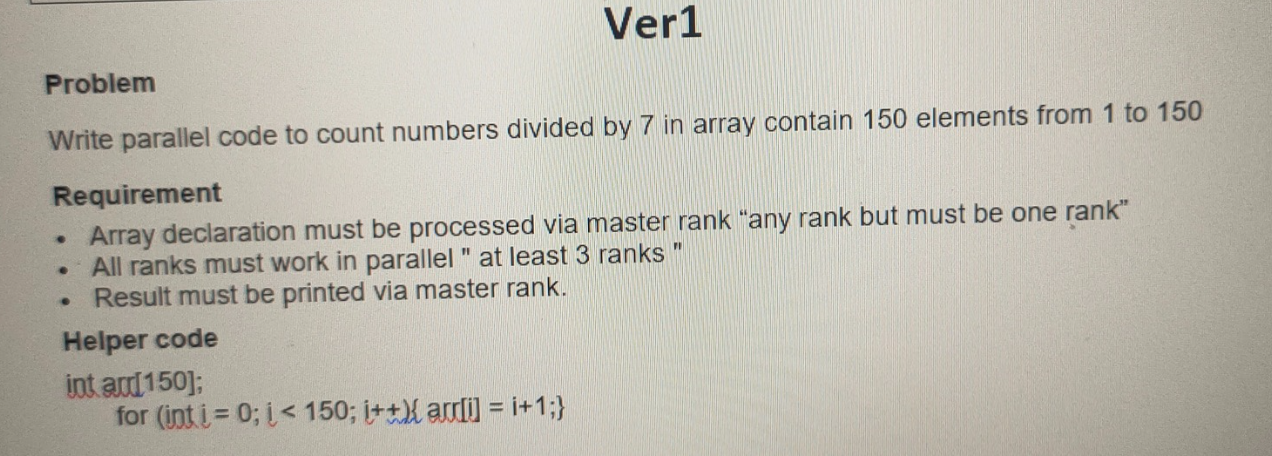 Ver1
Problem
Write parallel code to count numbers divided by 7 in array contain 150 elements from 1 to 150
Requirement
• Array declaration must be processed via master rank “any rank but must be one rank”
• All ranks must work in parallel " at least 3 ranks "
• Result must be printed via master rank.
Helper code
int arr[150];
for (int i = 0; i < 150; i++){ arr[i] = i+1;}